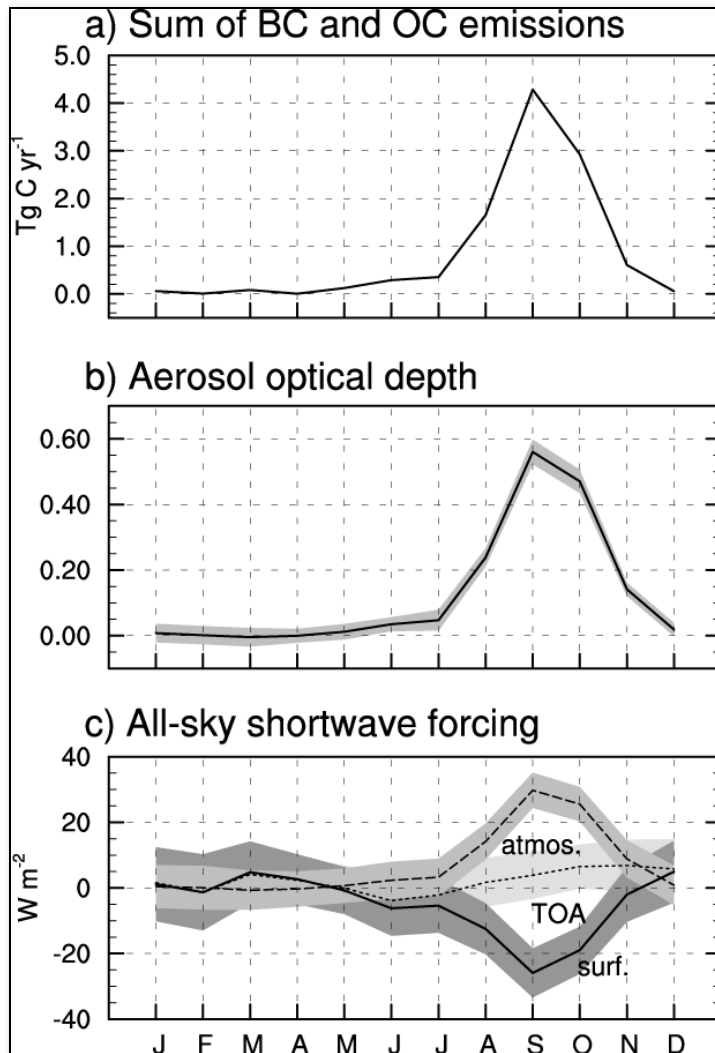 a) Sum of BC and OC emissions
5.0
4.0
3.0
2.0
1.0
0.0
Tg C yr-1
b) Aerosol optical depth
0.60
0.40
0.20
0.00
c) All-sky shortwave forcing
40
20
0
-20
-40
W m-2
atmos.
TOA
surf.
J F M A M J J A S O N D